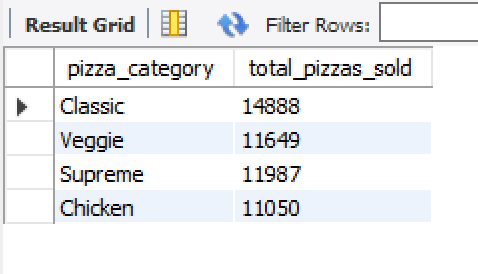 Result Grid Filter Rows:
pizza_category total_pizzas_sold
Classic 14888
Veggie 11649
Supreme 11987
Chicken 11050